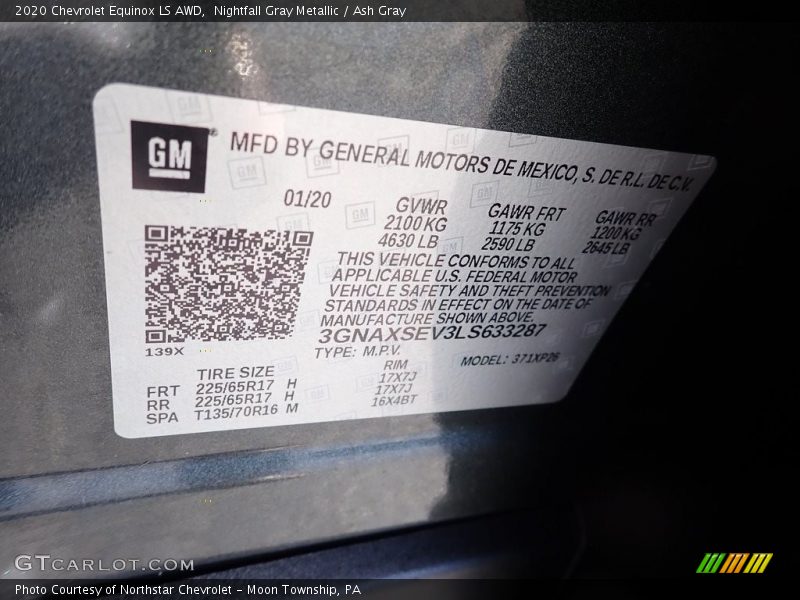 2020 Chevrolet Equinox LS AWD,  Nightfall Gray Metallic / Ash Gray
GM ®
MFD BY GENERAL MOTORS DE MEXICO, S. DE R.L. DE C.V.
01/20 GVWR GAWR FRT GAWR RR
2100 KG 1175 KG 1200 KG
4630 LB 2590 LB 2645 LB
THIS VEHICLE CONFORMS TO ALL
APPLICABLE U.S. FEDERAL MOTOR
VEHICLE SAFETY AND THEFT PREVENTION
STANDARDS IN EFFECT ON THE DATE OF
MANUFACTURE SHOWN ABOVE.
3GNAXSEV3LS633287
139X TYPE: M.P.V. MODEL: 371XP26
TIRE SIZE RIM
FRT 225/65R17 H 17X7J
RR 225/65R17 H 17X7J
SPA T135/70R16 M 16X4BT
GTCARLOT.COM
Photo Courtesy of Northstar Chevrolet - Moon Township, PA